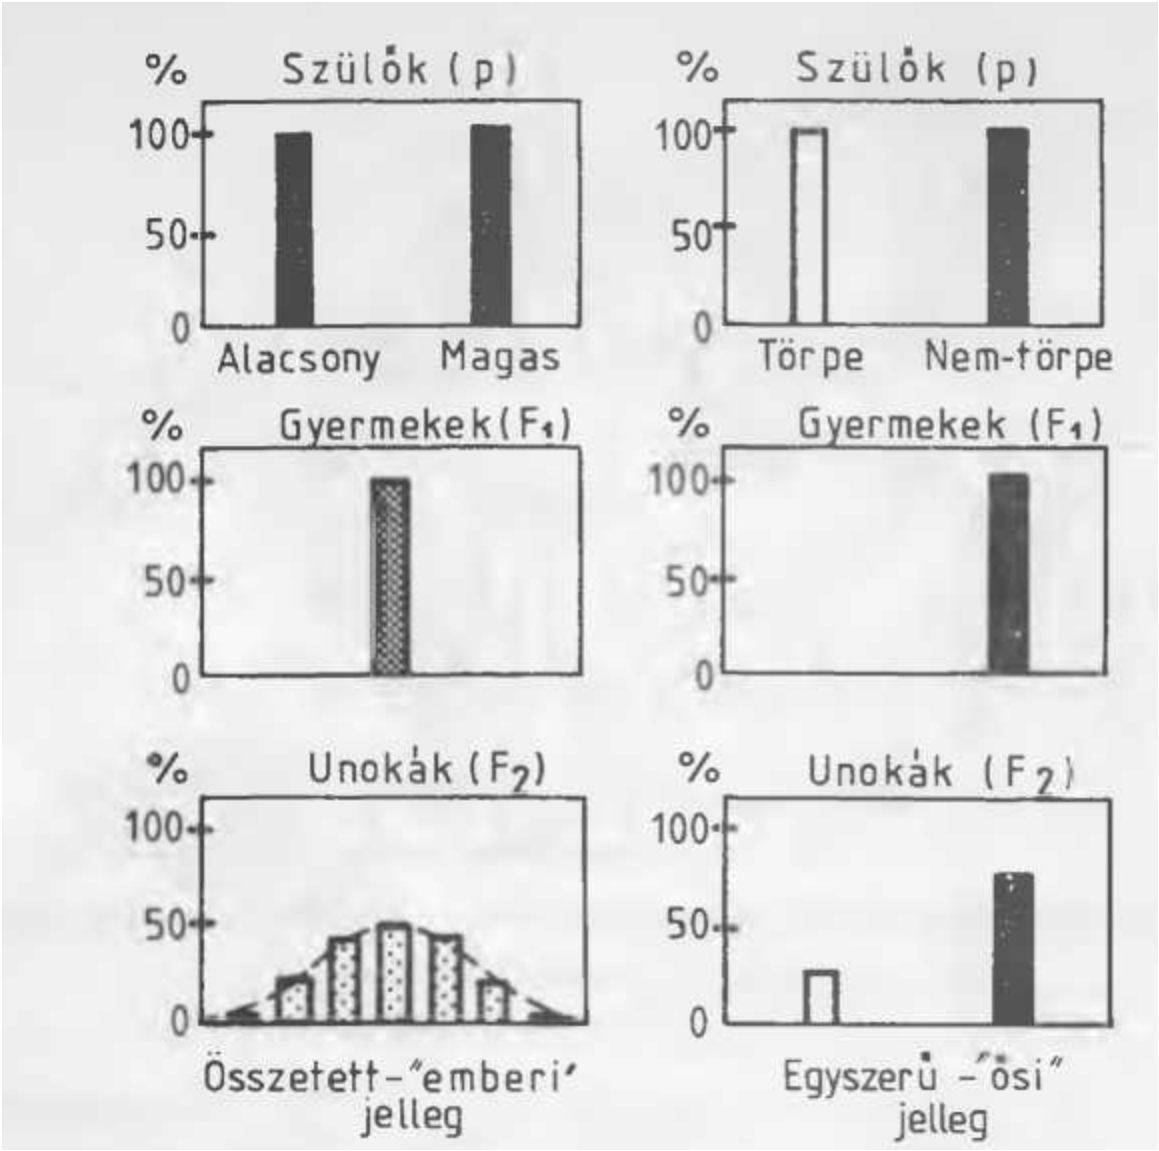 % Szülők (p)
100
50
0
Alacsony Magas
% Szülők (p)
100
50
0
Törpe Nem-törpe
% Gyermekek (F1)
100
50
0
% Gyermekek (F1)
100
50
0
% Unokák (F2)
100
50
0
Összetett-"emberi"
jelleg
% Unokák (F2)
100
50
0
Egyszerű -"ősi"
jelleg